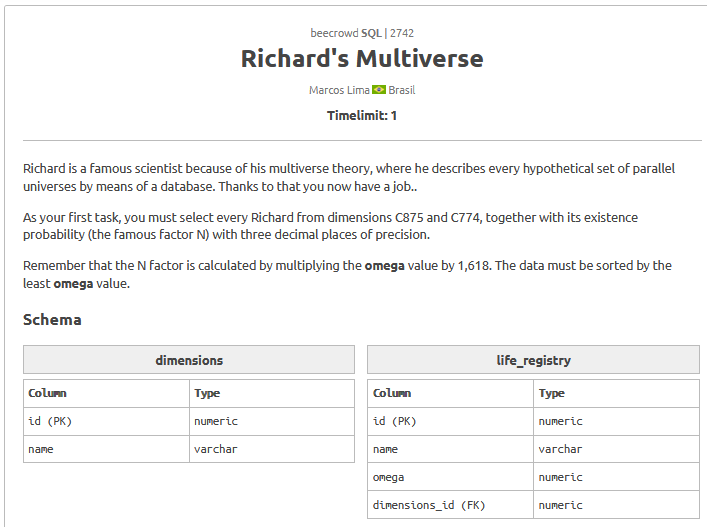 beecrowd SQL | 2742
Richard's Multiverse
Marcos Lima Brasil
Timelimit: 1
Richard is a famous scientist because of his multiverse theory, where he describes every hypothetical set of parallel
universes by means of a database. Thanks to that you now have a job..
As your first task, you must select every Richard from dimensions C875 and C774, together with its existence
probability (the famous factor N) with three decimal places of precision.
Remember that the N factor is calculated by multiplying the omega value by 1,618. The data must be sorted by the
least omega value.
Schema
dimensions
Column Type
id (PK) numeric
name varchar
life_registry
Column Type
id (PK) numeric
name varchar
omega numeric
dimensions_id (FK) numeric